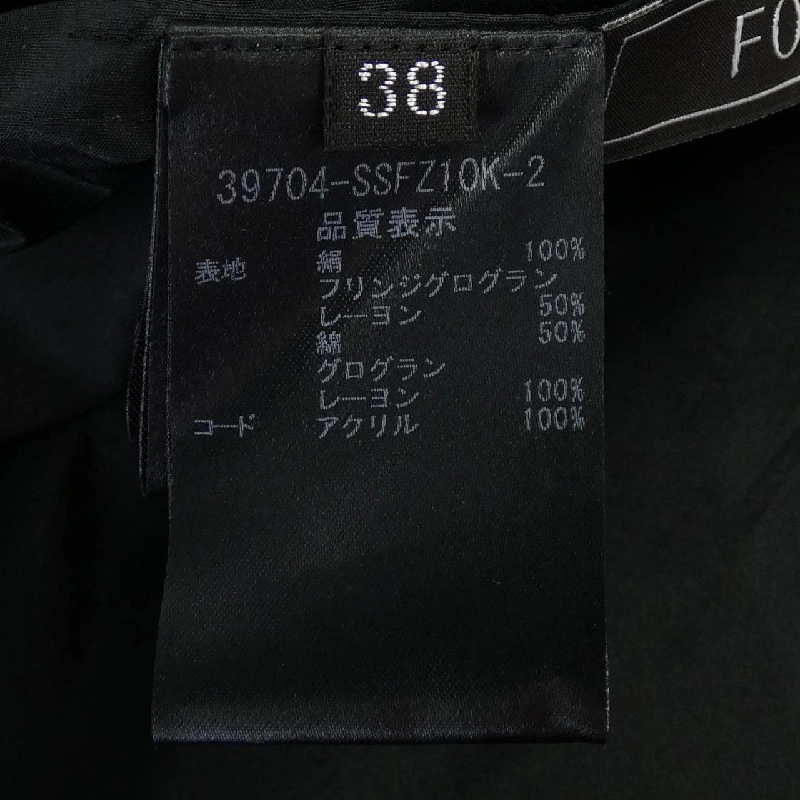 38
FO
39704-SSFZ10K-2
品質表示
表地 絹 100%
フリンジグログラン
レーヨン 50%
綿 50%
グログラン
レーヨン 100%
コード アクリル 100%